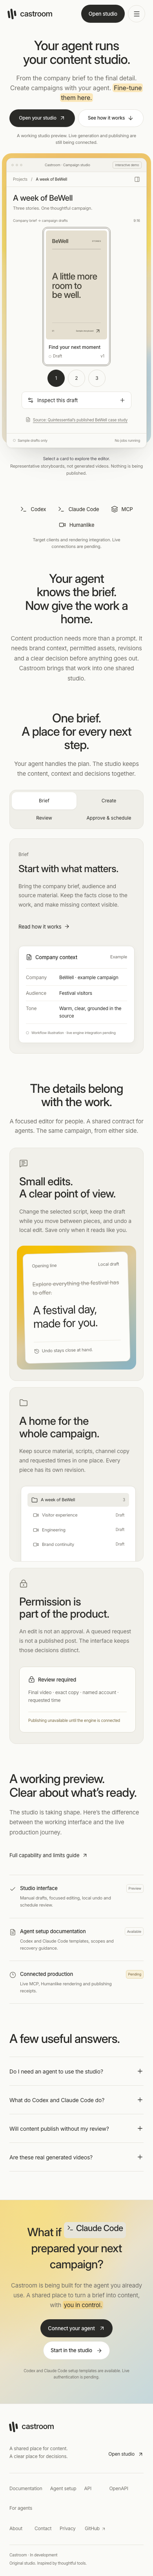 castroom
Open studio
Your agent runs
your content studio.
From the company brief to the final detail.
Create campaigns with your agent. Fine-tune
them here.
Open your studio
See how it works
A working studio preview. Live generation and publishing are
still being connected.
Castroom · Campaign studio
Projects / A week of BeWell
A week of BeWell
Three stories. One thoughtful campaign.
Company brief → campaign drafts
BeWell
A little more
room to
be well.
Find your next moment
Draft
1
2
3
Inspect this draft
Source: Quintessential's published BeWell case study
Sample drafts only
No jobs running
Select a card to explore the editor.
Representative storyboards, not generated videos. Nothing is being
published.
Codex
Claude Code
MCP
Humanlike
Target clients and rendering integration. Live
connections are pending.
Your agent
knows the brief.
Now give the work a
home.
Content production needs more than a prompt. It
needs brand context, permitted assets, revisions
and a clear decision before anything goes out.
Castroom brings that work into one shared
studio.
One brief.
A place for every next
step.
Your agent handles the plan. The studio keeps
the content, context and decisions together.
Brief
Create
Review
Approve & schedule
Brief
Start with what matters.
Bring the company brief, audience and
source material. Keep the facts close to the
work, and make missing context visible.
Read how it works
Company context
Example
Company
BeWell · example campaign
Audience
Festival visitors
Tone
Warm, clear, grounded in the
source
Workflow illustration · live engine integration pending
The details belong
with the work.
A focused editor for people. A shared contract for
agents. The same campaign, from either side.
Small edits.
A clear point of view.
Change the selected script, keep the draft
while you move between pieces, and undo a
local edit. Save only when it reads like you.
Opening line
Local draft
Explore everything the festival has
to offer.
A festival day,
made for you.
Undo stays close at hand
A home for the
whole campaign.
Keep source material, scripts, channel copy
and requested times in one place. Every
piece has its own revision.
A week of BeWell
3
Visitor experience
Draft
Engineering
Draft
Brand continuity
Draft
Permission is
part of the product.
An edit is not an approval. A queued request
is not a published post. The interface keeps
those decisions distinct.
Review required
Final video · exact copy · named account ·
requested time
Publishing unavailable until the engine is connected
A working preview.
Clear about what's ready.
The studio is taking shape. Here's the difference
between the working interface and the live
production journey.
Full capability and limits guide
Studio interface
Preview
Manual drafts, focused editing, local undo and
schedule review.
Agent setup documentation
Available
Codex and Claude Code templates, scopes and
recovery guidance.
Connected production
Pending
Live MCP, Humanlike rendering and publishing
receipts.
A few useful answers.
Do I need an agent to use the studio?
What do Codex and Claude Code do?
Will content publish without my review?
Are these real generated videos?
What if Claude Code
prepared your next
campaign?
Castroom is being built for the agent you already
use. A shared place to turn a brief into content,
with you in control.
Connect your agent
Start in the studio
Codex and Claude Code setup templates are available. Live
authentication is pending.
castroom
A shared place for content.
A clear place for decisions.
Open studio
Documentation
Agent setup
API
OpenAPI
For agents
About
Contact
Privacy
GitHub
Castroom · In development
Original studio, inspired by thoughtful tools.